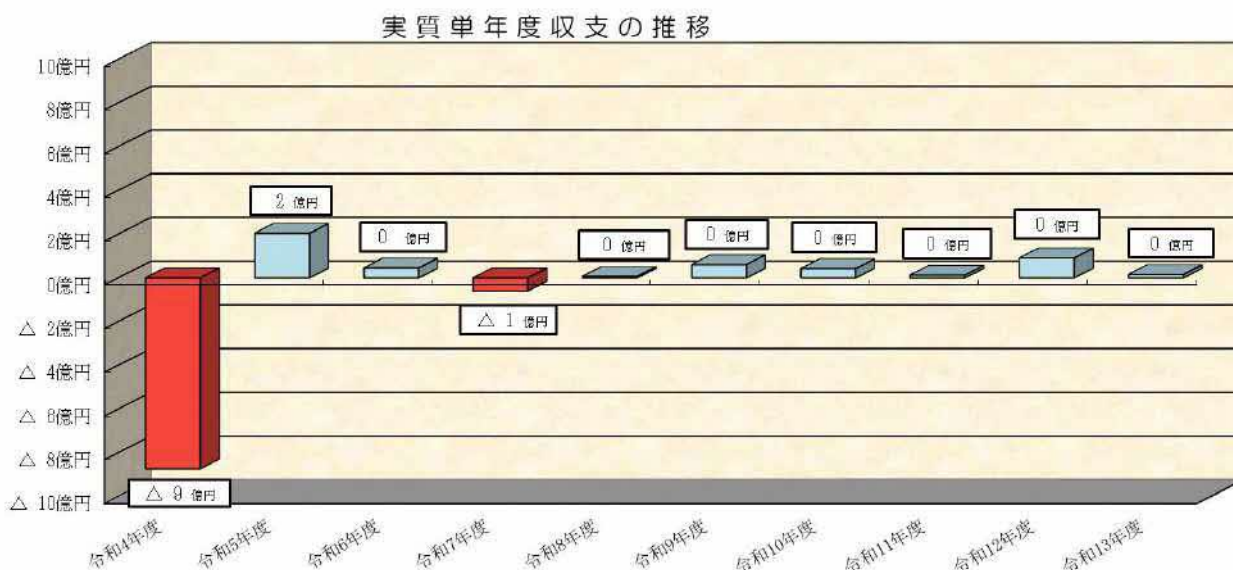 実質単年度収支の推移
10億円
8億円
6億円
4億円
2億円
0億円
△ 2億円
△ 4億円
△ 6億円
△ 8億円
△ 10億円
△ 9 億円
2 億円
0 億円
△ 1 億円
0 億円
0 億円
0 億円
0 億円
0 億円
0 億円
令和4年度
令和5年度
令和6年度
令和7年度
令和8年度
令和9年度
令和10年度
令和11年度
令和12年度
令和13年度